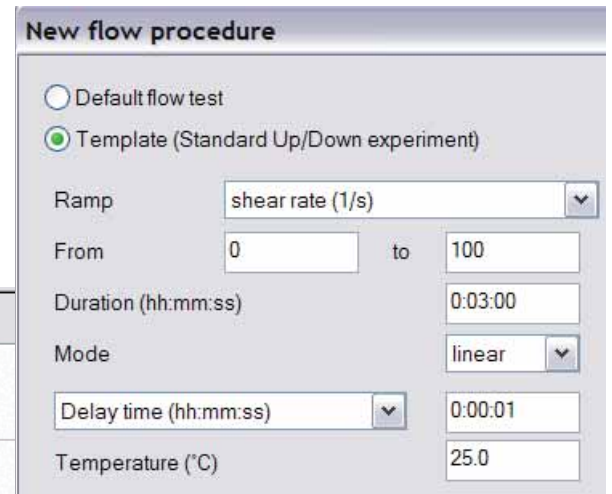 New flow procedure
Default flow test
Template (Standard Up/Down experiment)
Ramp shear rate (1/s)
From 0 to 100
Duration (hh:mm:ss) 0:03:00
Mode linear
Delay time (hh:mm:ss) 0:00:01
Temperature (°C) 25.0